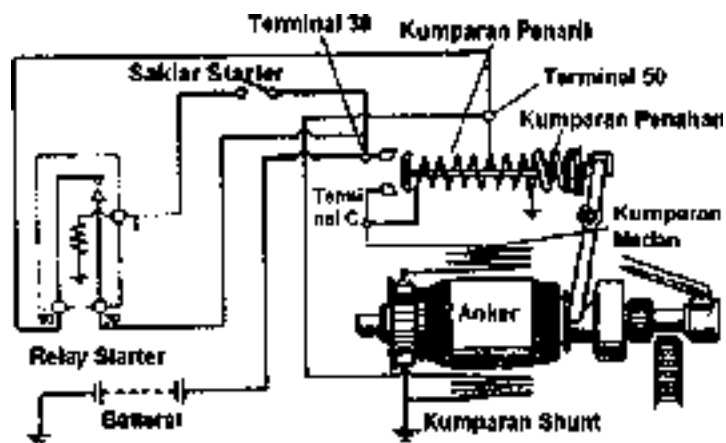 Terminal 30
Kumparan Penarik
Saklar Starter
Terminal 50
Kumparan Penahan
Termi
nal C
Kumparan
Medan
Anker
Relay Starter
Batterai
Kumparan Shunt